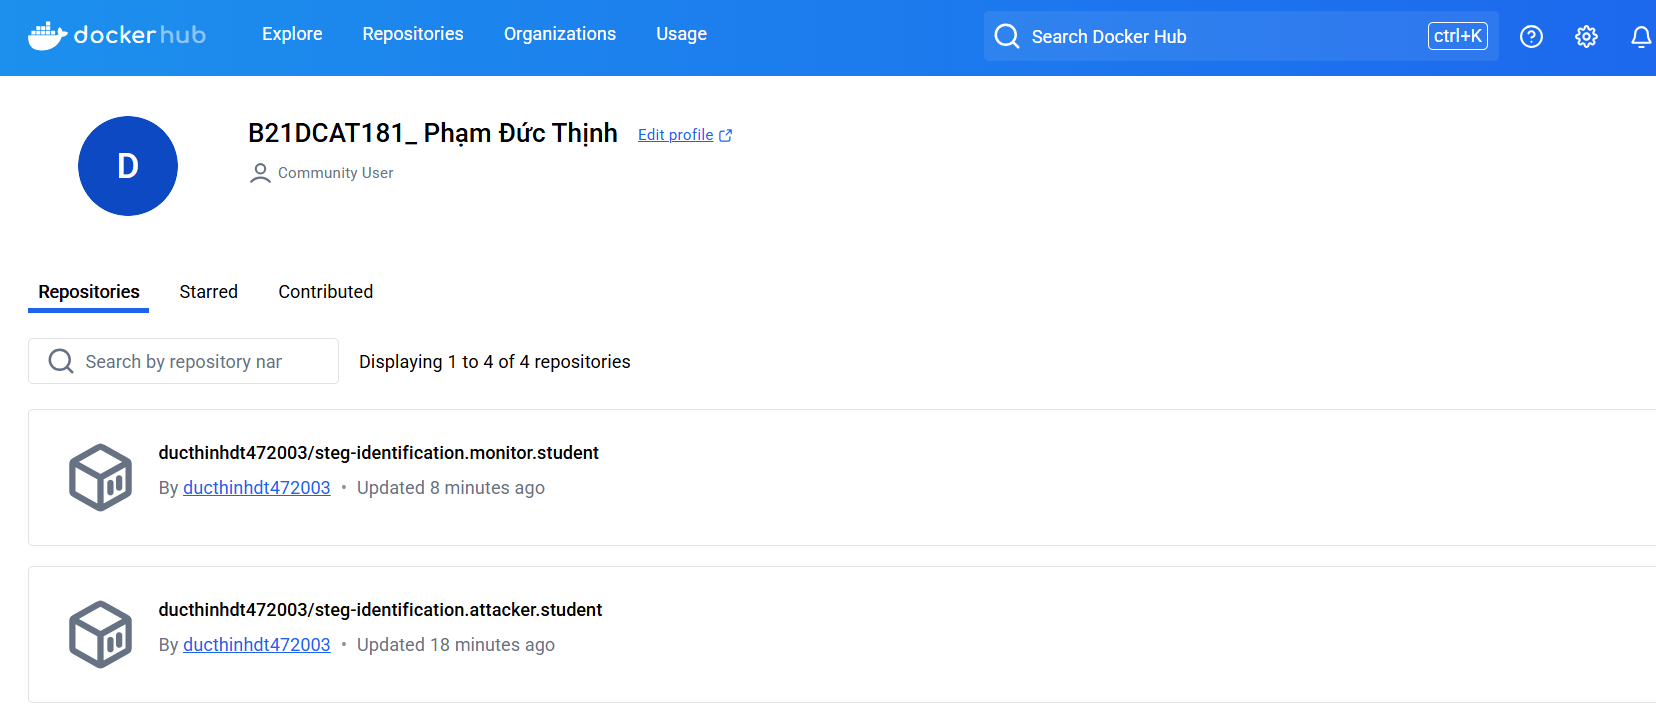 docker hub Explore Repositories Organizations Usage Search Docker Hub ctrl+K
D
B21DCAT181_ Phạm Đức Thịnh Edit profile
Community User
Repositories Starred Contributed
Search by repository nar Displaying 1 to 4 of 4 repositories
ducthinhdt472003/steg-identification.monitor.student
By ducthinhdt472003 • Updated 8 minutes ago
ducthinhdt472003/steg-identification.attacker.student
By ducthinhdt472003 • Updated 18 minutes ago